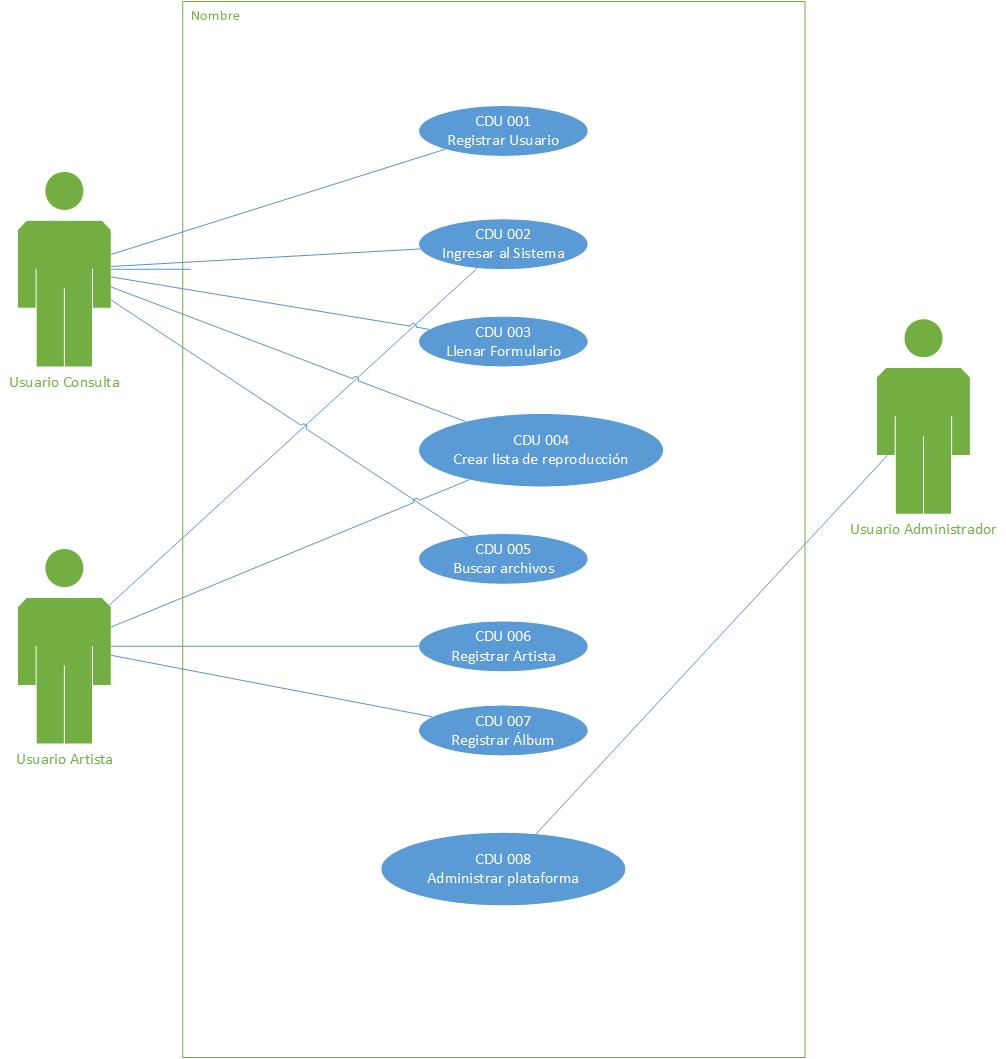 Nombre
CDU 001
Registrar Usuario
CDU 002
Ingresar al Sistema
CDU 003
Llenar Formulario
Usuario Consulta
CDU 004
Crear lista de reproducción
Usuario Administrador
CDU 005
Buscar archivos
CDU 006
Registrar Artista
CDU 007
Registrar Álbum
Usuario Artista
CDU 008
Administrar plataforma